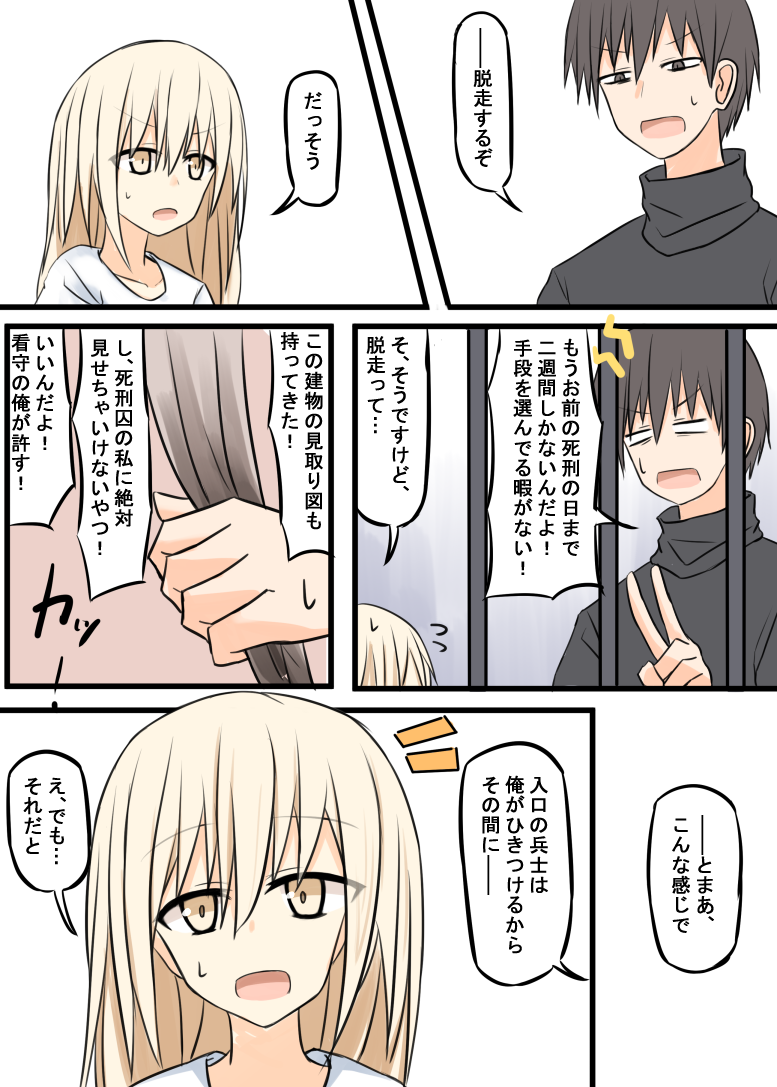 ――脱走するぞ
だっそう
もうお前の死刑の日まで
二週間しかないんだよ！
手段を選んでる暇がない！
そ、そうですけど、
脱走って…
この建物の見取り図も
持ってきた！
し、死刑囚の私に絶対
見せちゃいけないやつ！
いいんだよ！
看守の俺が許す！
カッ
――とまあ、
こんな感じで
入口の兵士は
俺がひきつけるから
その間に――
え、でも…
それだと